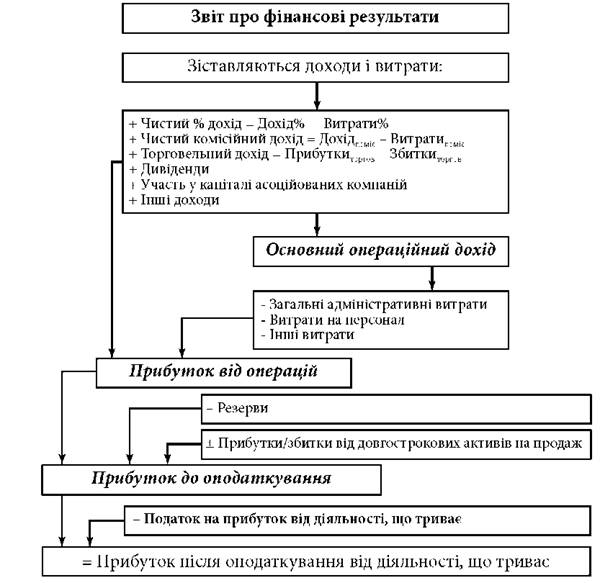 Звіт про фінансові результати
Зіставляються доходи і витрати:
+ Чистий % дохід – Дохід% Витрати%
+ Чистий комісійний дохід = Дохід – Витрати
+ Торговельний дохід – Прибутки Збитки
+ Дивіденди
+ Участь у капіталі асоційованих компаній
+ Інші доходи
Основний операційний дохід
- Загальні адміністративні витрати
- Витрати на персонал
- Інші витрати
Прибуток від операцій
– Резерви
± Прибутки/збитки від довгострокових активів на продаж
Прибуток до оподаткування
– Податок на прибуток від діяльності, що триває
= Прибуток після оподаткування від діяльності, що триває